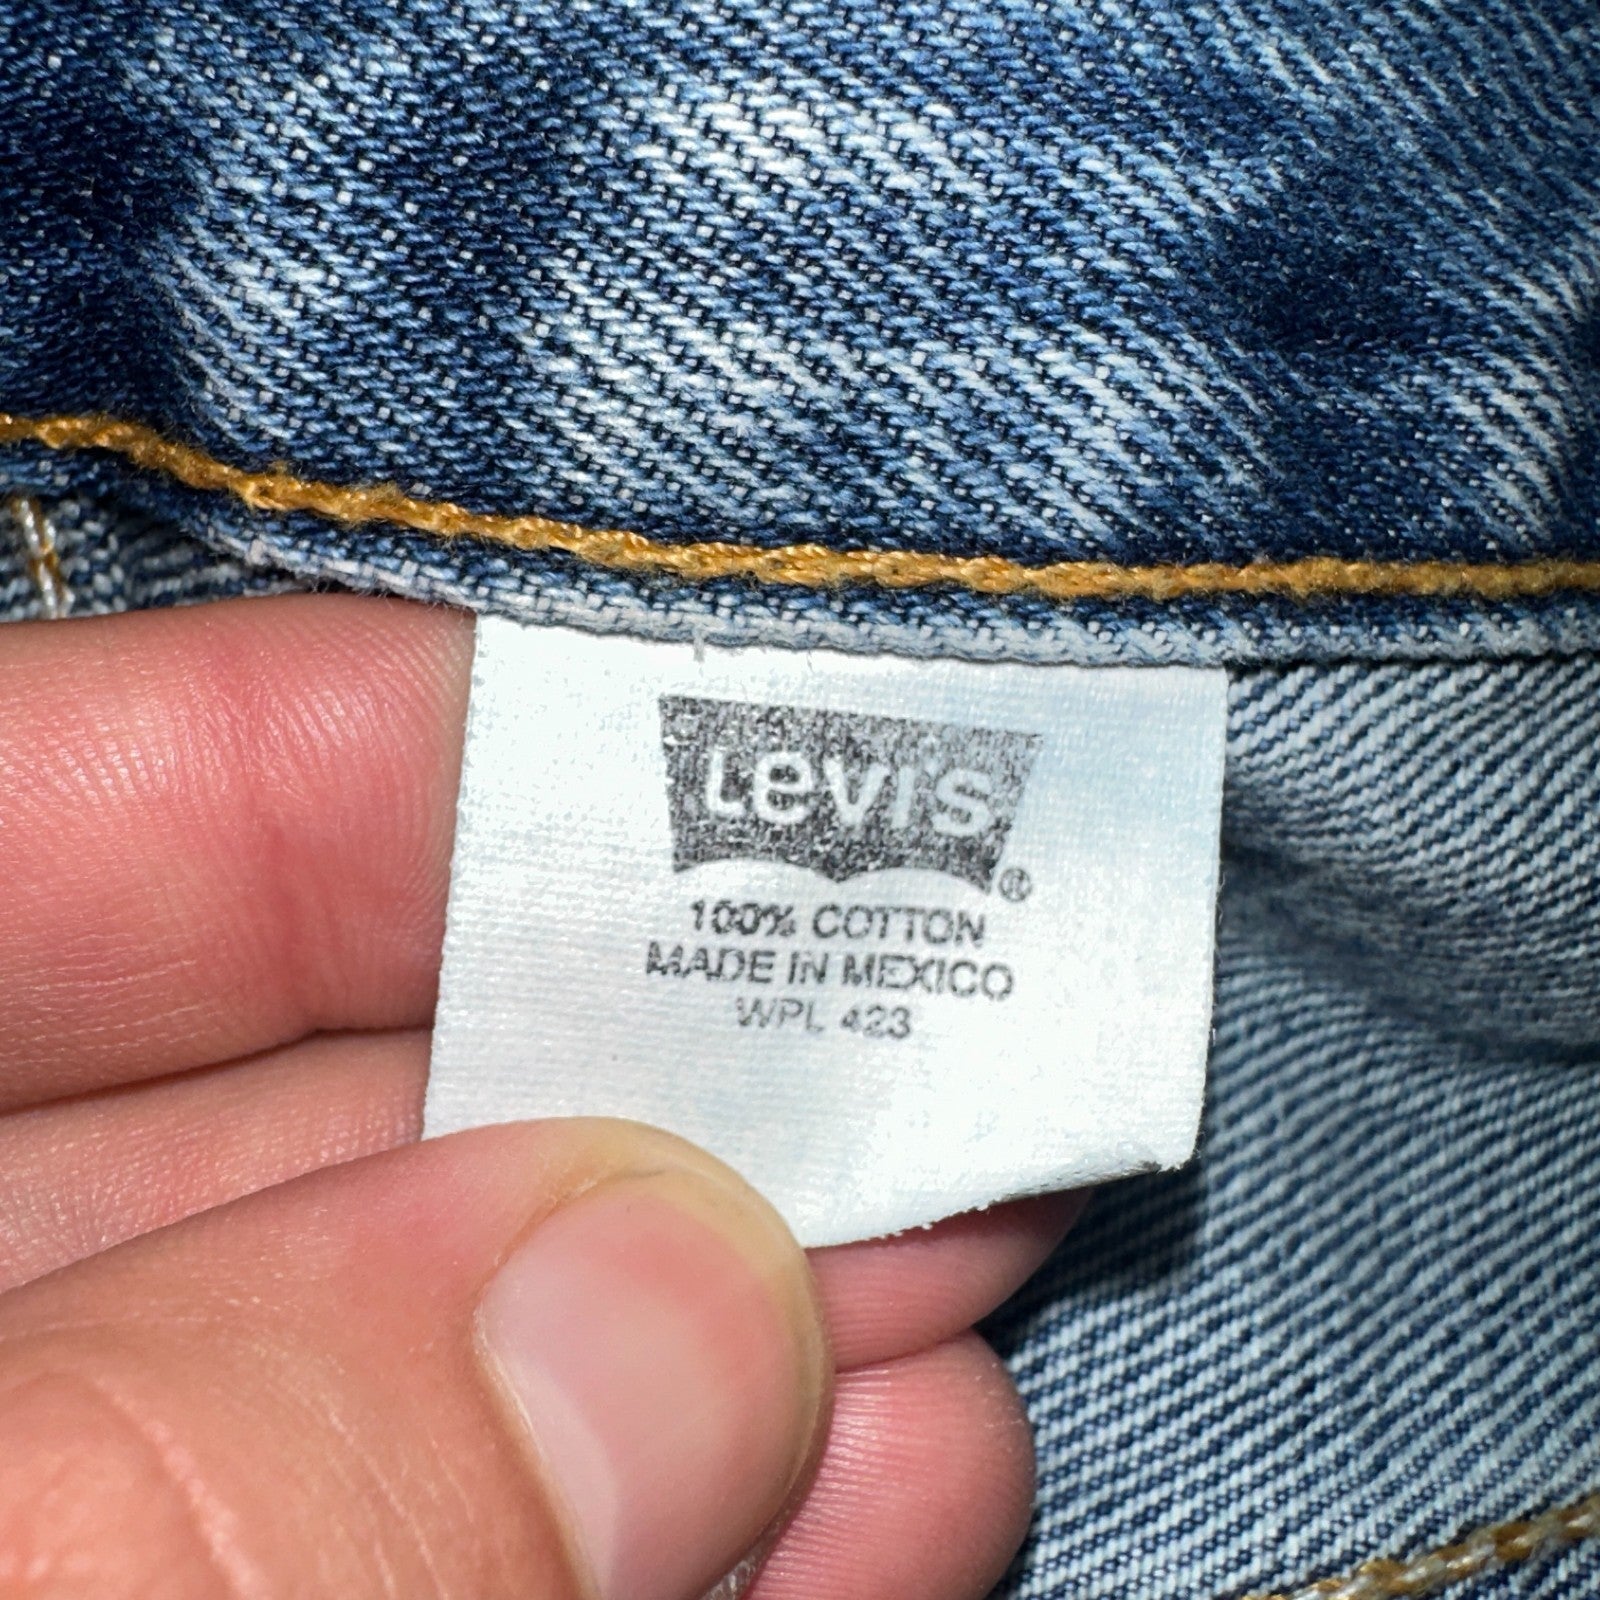 Levi's
®
100% COTTON
MADE IN MEXICO
WPL 423